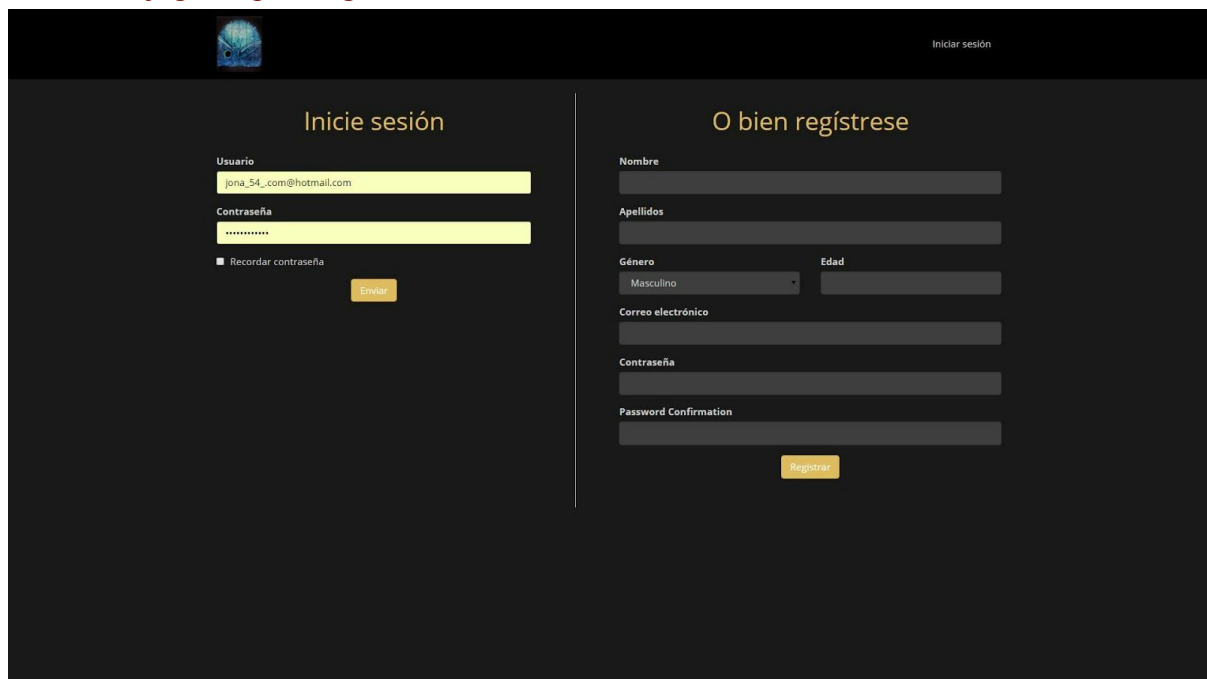 Iniciar sesión
Inicie sesión
Usuario
jona_54_.com@hotmail.com
Contraseña
••••••••••••
Recordar contraseña
Enviar
O bien regístrese
Nombre
Apellidos
Género
Edad
Masculino
Correo electrónico
Contraseña
Password Confirmation
Registrar